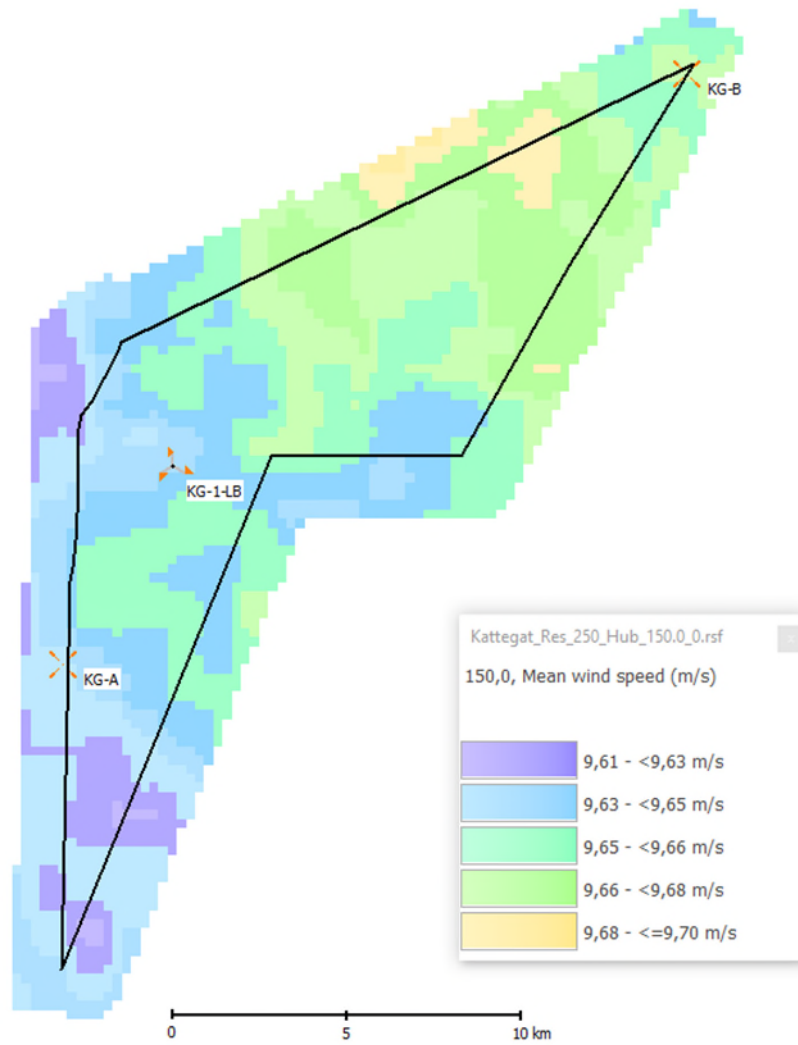 KG-B
KG-1-LB
KG-A
Kattegat_Res_250_Hub_150.0_0.rsf
x
150,0, Mean wind speed (m/s)
9,61 - <9,63 m/s
9,63 - <9,65 m/s
9,65 - <9,66 m/s
9,66 - <9,68 m/s
9,68 - <=9,70 m/s
0 5 10 km